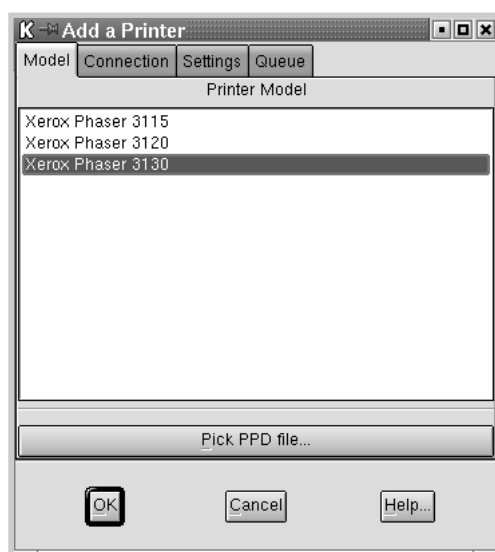 Add a Printer
Model Connection Settings Queue
Printer Model
Xerox Phaser 3115
Xerox Phaser 3120
Xerox Phaser 3130
Pick PPD file...
OK Cancel Help...